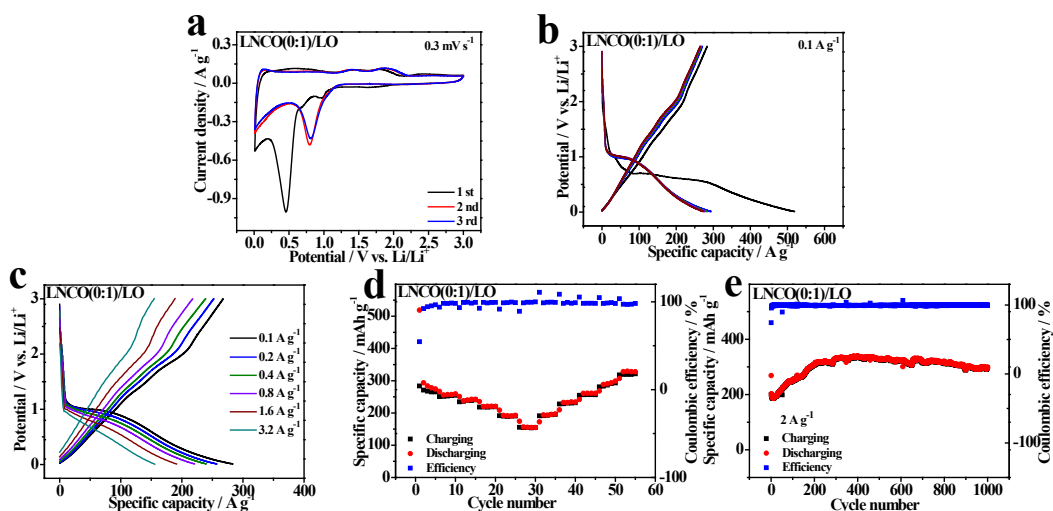 a
LNCO(0:1)/LO
0.3 mV s⁻¹
Current density / A g⁻¹
0.3
0.0
-0.3
-0.6
-0.9
1 st
2 nd
3 rd
0.0 0.5 1.0 1.5 2.0 2.5 3.0
Potential / V vs. Li/Li⁺
b
LNCO(0:1)/LO
0.1 A g⁻¹
Potential / V vs. Li/Li⁺
3
2
1
0
0 100 200 300 400 500 600
Specific capacity / A g⁻¹
c
LNCO(0:1)/LO
Potential / V vs. Li/Li⁺
3
2
1
0
0.1 A g⁻¹
0.2 A g⁻¹
0.4 A g⁻¹
0.8 A g⁻¹
1.6 A g⁻¹
3.2 A g⁻¹
0 100 200 300 400
Specific capacity / A g⁻¹
d
LNCO(0:1)/LO
Specific capacity / mAh g⁻¹
500
400
300
200
100
0
Charging
Discharging
Efficiency
100
0
-100
Coulombic efficiency / %
0 10 20 30 40 50 60
Cycle number
e
LNCO(0:1)/LO
Specific capacity / mAh g⁻¹
400
200
0
2 A g⁻¹
Charging
Discharging
Efficiency
100
0
-100
Coulombic efficiency / %
0 200 400 600 800 1000
Cycle number